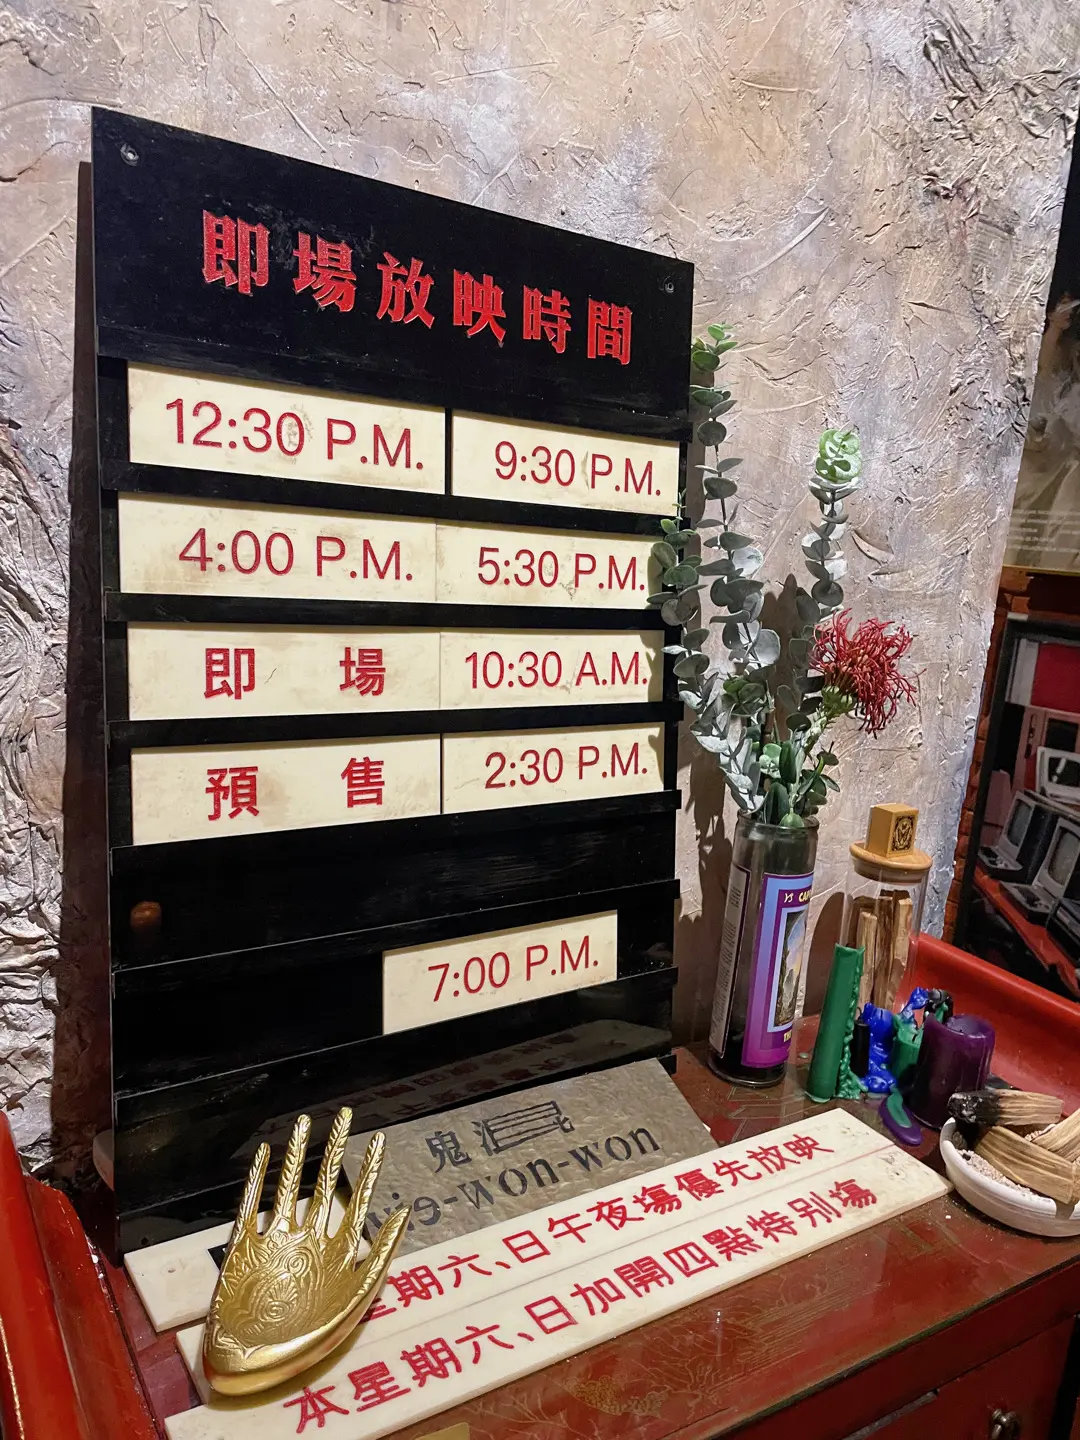 即場放映時間
12:30 P.M. 9:30 P.M.
4:00 P.M. 5:30 P.M.
即 場 10:30 A.M.
預 售 2:30 P.M.
7:00 P.M.
鬼
-won-won
星期六、日午夜場優先放映
本星期六、日加開四點特別場